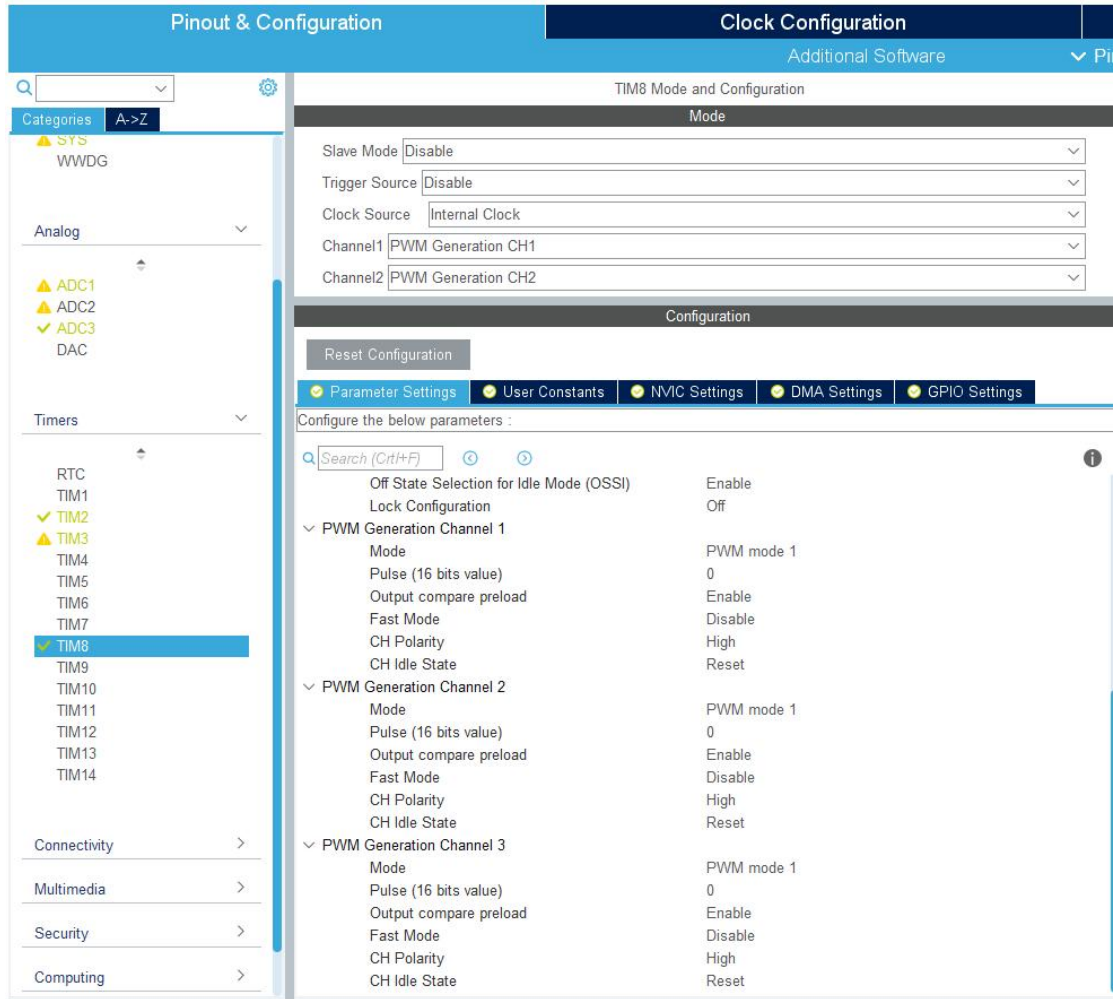 Pinout & Configuration
Clock Configuration
Additional Software
Pi
Categories
A->Z
SYS
WWDG
Analog
ADC1
ADC2
ADC3
DAC
Timers
RTC
TIM1
TIM2
TIM3
TIM4
TIM5
TIM6
TIM7
TIM8
TIM9
TIM10
TIM11
TIM12
TIM13
TIM14
Connectivity
Multimedia
Security
Computing
TIM8 Mode and Configuration
Mode
Slave Mode Disable
Trigger Source Disable
Clock Source Internal Clock
Channel1 PWM Generation CH1
Channel2 PWM Generation CH2
Configuration
Reset Configuration
Parameter Settings
User Constants
NVIC Settings
DMA Settings
GPIO Settings
Configure the below parameters :
Search (Crtl+F)
Off State Selection for Idle Mode (OSSI) Enable
Lock Configuration Off
PWM Generation Channel 1
Mode PWM mode 1
Pulse (16 bits value) 0
Output compare preload Enable
Fast Mode Disable
CH Polarity High
CH Idle State Reset
PWM Generation Channel 2
Mode PWM mode 1
Pulse (16 bits value) 0
Output compare preload Enable
Fast Mode Disable
CH Polarity High
CH Idle State Reset
PWM Generation Channel 3
Mode PWM mode 1
Pulse (16 bits value) 0
Output compare preload Enable
Fast Mode Disable
CH Polarity High
CH Idle State Reset